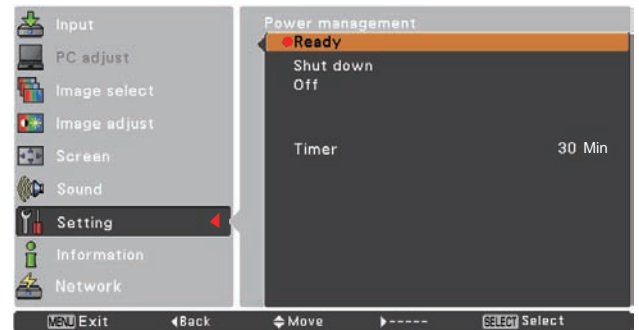 Input
PC adjust
Image select
Image adjust
Screen
Sound
Setting
Information
Network
Power management
Ready
Shut down
Off
Timer 30 Min
MENU Exit Back Move ----- SELECT Select